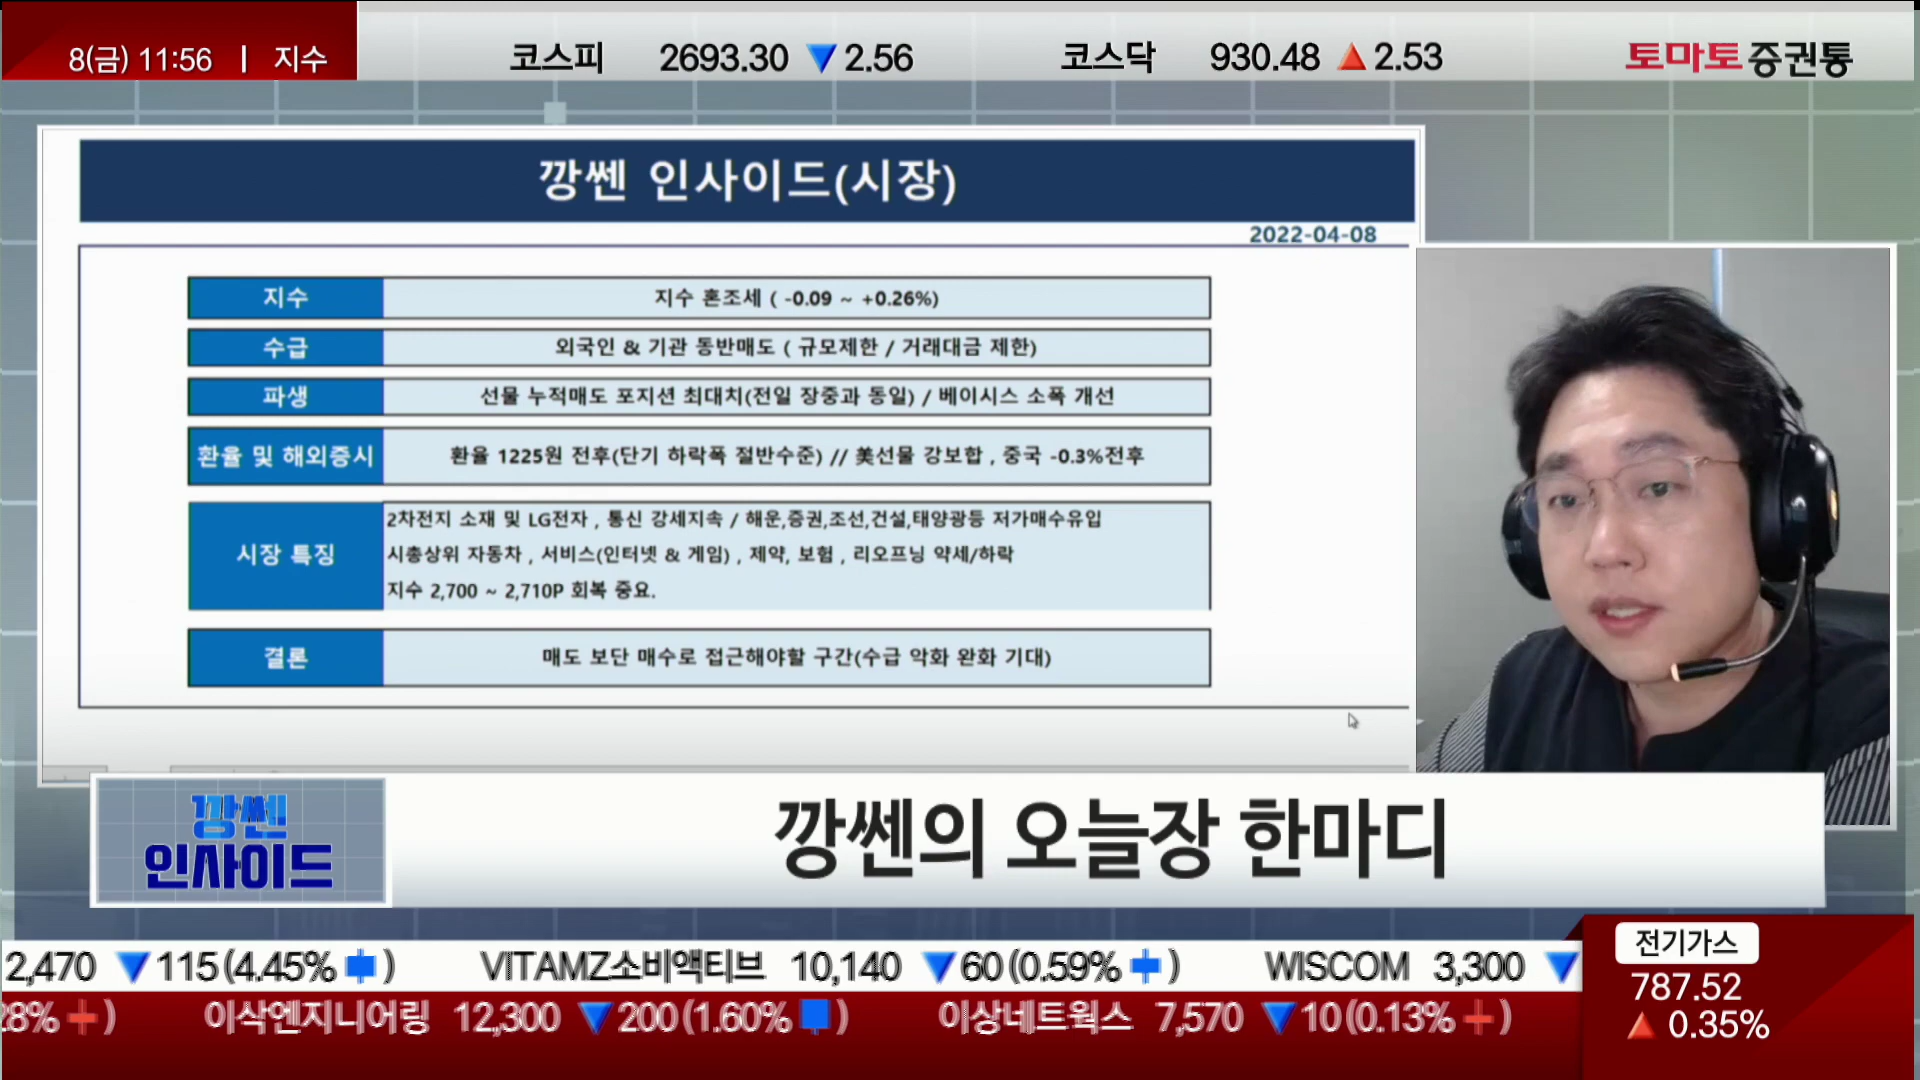 8(금) 11:56 | 지수
코스피 2693.30 ▼ 2.56 코스닥 930.48 ▲ 2.53
토마토증권통
깡쎈 인사이드(시장)
2022-04-08
지수 지수 혼조세 ( -0.09 ~ +0.26%)
수급 외국인 & 기관 동반매도 ( 규모제한 / 거래대금 제한)
파생 선물 누적매도 포지션 최대치(전일 장중과 동일) / 베이시스 소폭 개선
환율 및 해외증시 환율 1225원 전후(단기 하락폭 절반수준) // 美선물 강보합 , 중국 -0.3%전후
시장 특징
2차전지 소재 및 LG전자 , 통신 강세지속 / 해운,증권,조선,건설,태양광등 저가매수유입
시총상위 자동차 , 서비스(인터넷 & 게임) , 제약, 보험 , 리오프닝 약세/하락
지수 2,700 ~ 2,710P 회복 중요.
결론 매도 보단 매수로 접근해야할 구간(수급 악화 완화 기대)
깡쎈
인사이드
깡쎈의 오늘장 한마디
2,470 ▼115(4.45% ) VITAMZ소비액티브 10,140 ▼60(0.59% ) WISCOM 3,300 ▼
28% ) 이삭엔지니어링 12,300 ▼200(1.60% ) 이상네트웍스 7,570 ▼10(0.13% )
전기가스
787.52
▲ 0.35%